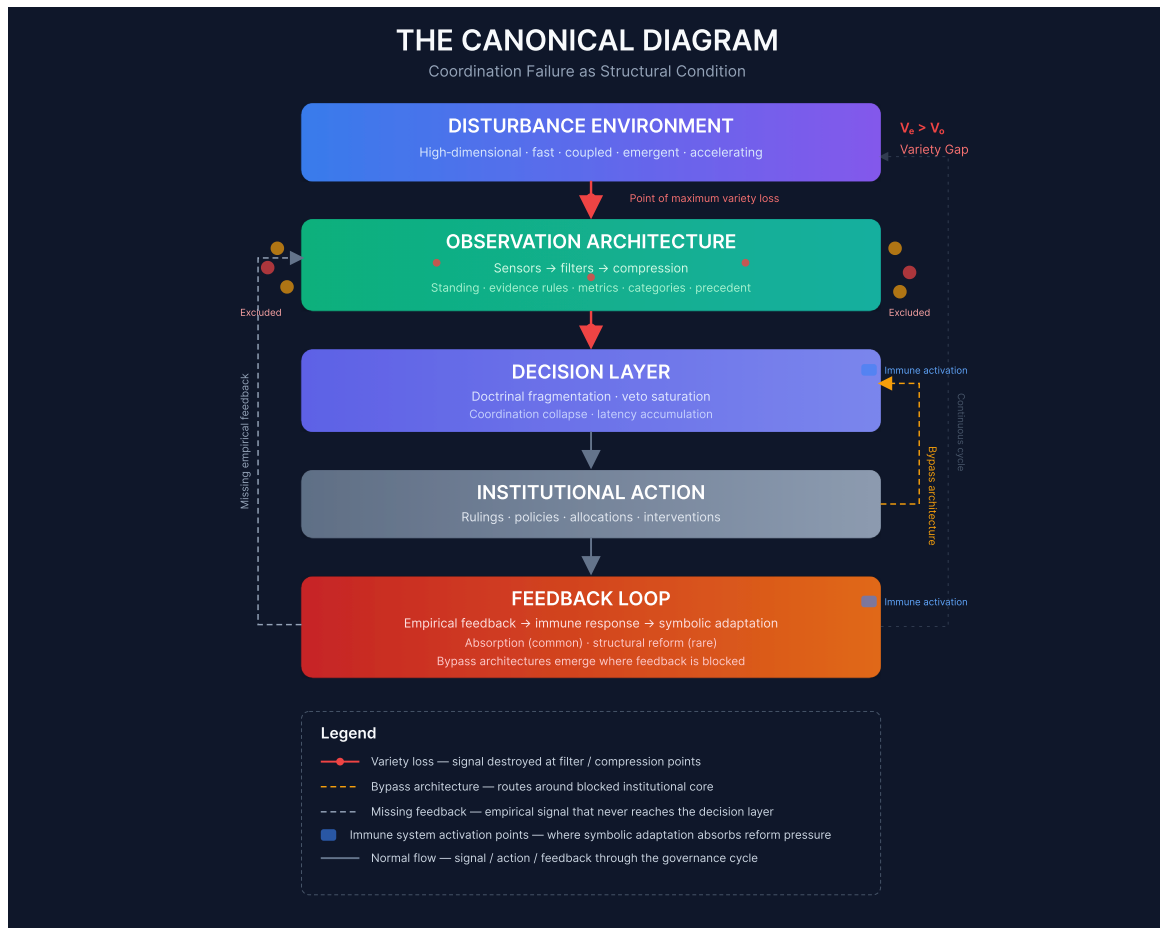 THE CANONICAL DIAGRAM
Coordination Failure as Structural Condition
DISTURBANCE ENVIRONMENT
High-dimensional · fast · coupled · emergent · accelerating
Vₑ > Vₒ
Variety Gap
Point of maximum variety loss
OBSERVATION ARCHITECTURE
Sensors → filters → compression
Standing · evidence rules · metrics · categories · precedent
Excluded
Excluded
DECISION LAYER
Doctrinal fragmentation · veto saturation
Coordination collapse · latency accumulation
Immune activation
Missing empirical feedback
Continuous cycle
Bypass architecture
INSTITUTIONAL ACTION
Rulings · policies · allocations · interventions
FEEDBACK LOOP
Empirical feedback → immune response → symbolic adaptation
Absorption (common) · structural reform (rare)
Bypass architectures emerge where feedback is blocked
Immune activation
Legend
Variety loss — signal destroyed at filter / compression points
Bypass architecture — routes around blocked institutional core
Missing feedback — empirical signal that never reaches the decision layer
Immune system activation points — where symbolic adaptation absorbs reform pressure
Normal flow — signal / action / feedback through the governance cycle